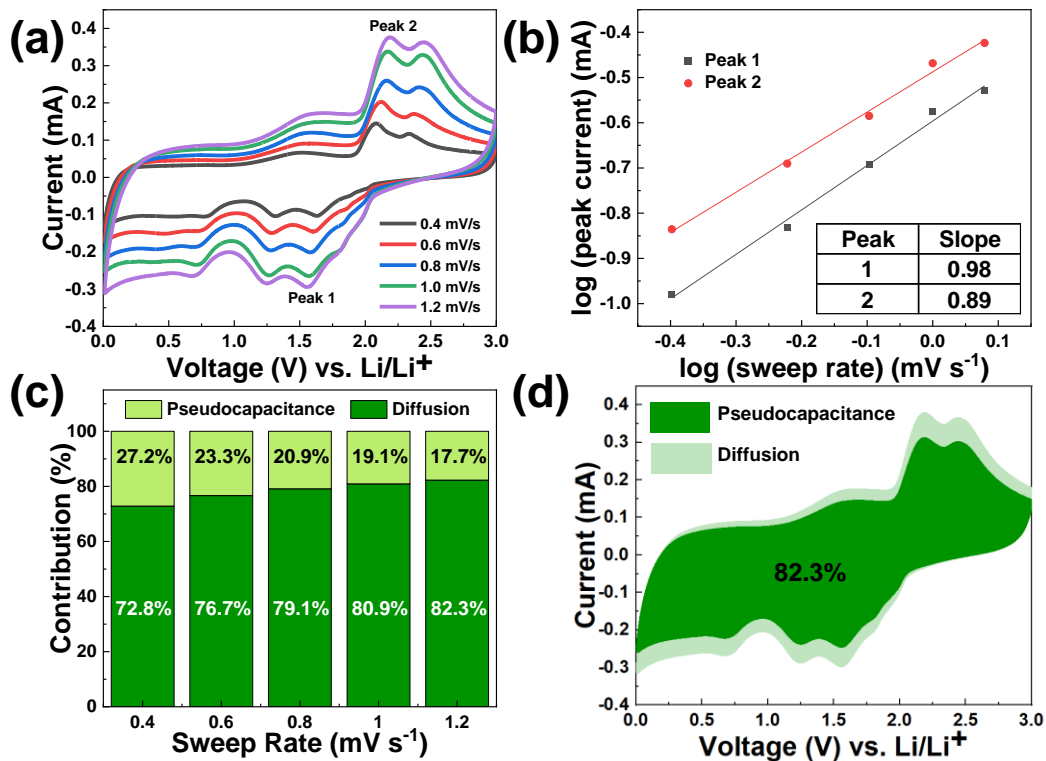 (a)
Peak 2
Peak 1
0.4 mV/s
0.6 mV/s
0.8 mV/s
1.0 mV/s
1.2 mV/s
0.4
0.3
0.2
0.1
0.0
-0.1
-0.2
-0.3
-0.4
Current (mA)
0.0 0.5 1.0 1.5 2.0 2.5 3.0
Voltage (V) vs. Li/Li+
(b)
Peak 1
Peak 2
-0.5
-0.6
-0.7
-0.8
-0.9
-1.0
log (peak current) (mA)
Peak Slope
1 0.98
2 0.89
-0.4 -0.3 -0.2 -0.1 0.0 0.1
log (sweep rate) (mV s-1)
(c)
Pseudocapacitance Diffusion
100
80
60
40
20
0
Contribution (%)
27.2% 23.3% 20.9% 19.1% 17.7%
72.8% 76.7% 79.1% 80.9% 82.3%
0.4 0.6 0.8 1 1.2
Sweep Rate (mV s-1)
(d)
Pseudocapacitance
Diffusion
0.4
0.3
0.2
0.1
0.0
-0.1
-0.2
-0.3
-0.4
Current (mA)
82.3%
0.0 0.5 1.0 1.5 2.0 2.5 3.0
Voltage (V) vs. Li/Li+